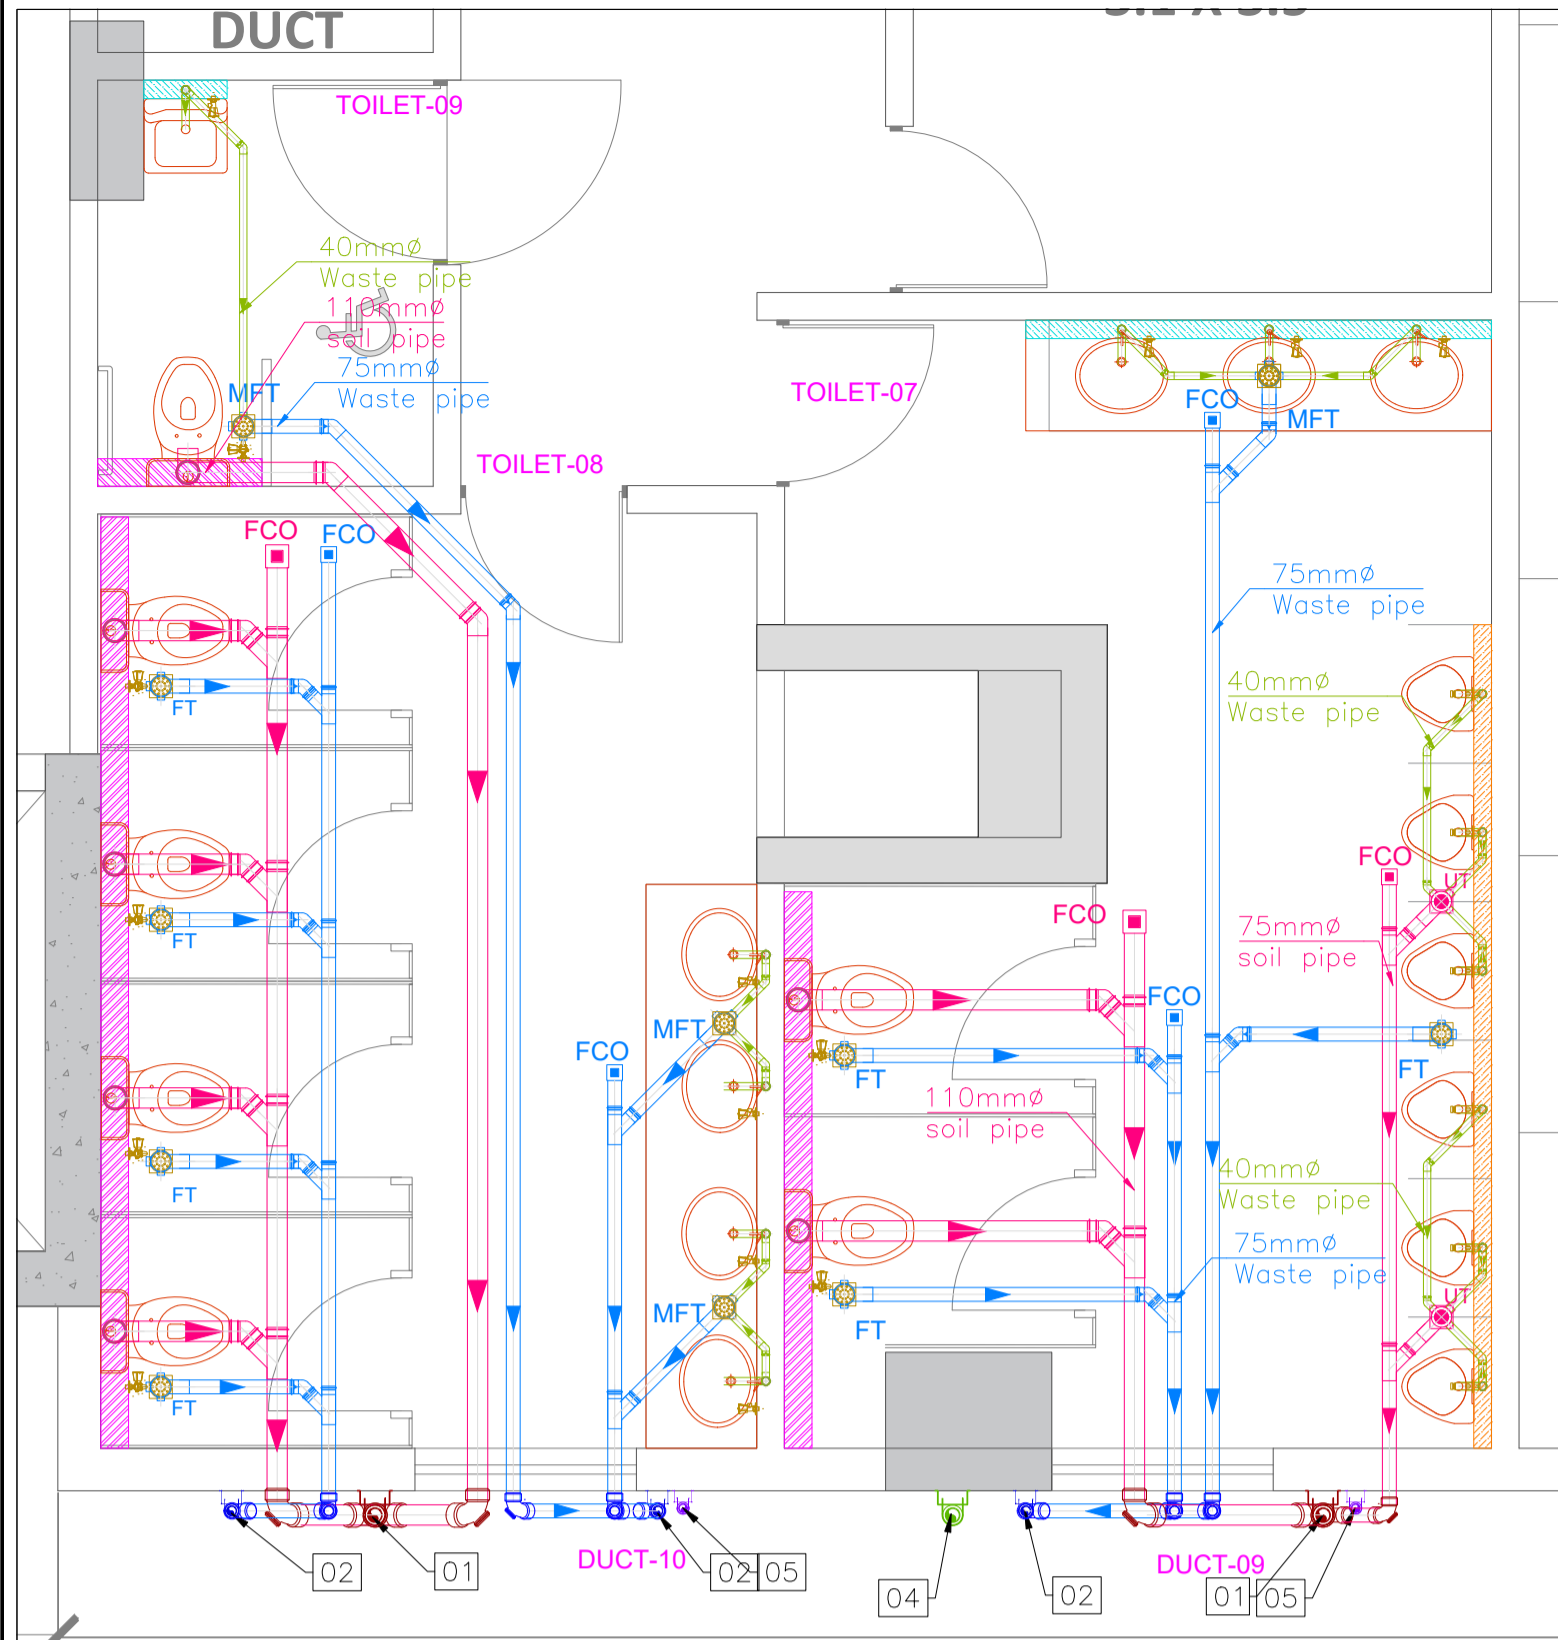 DUCT
TOILET-09
40mmø
Waste pipe
110mmø
soil pipe
75mmø
Waste pipe
MFT
TOILET-07
FCO
MFT
TOILET-08
FCO
FCO
75mmø
Waste pipe
40mmø
Waste pipe
FT
FCO
UT
FCO
75mmø
soil pipe
FT
FCO
MFT
FCO
FT
FT
110mmø
soil pipe
40mmø
Waste pipe
FT
75mmø
Waste pipe
MFT
UT
FT
FT
DUCT-10
DUCT-09
02
01
02
05
04
02
01
05